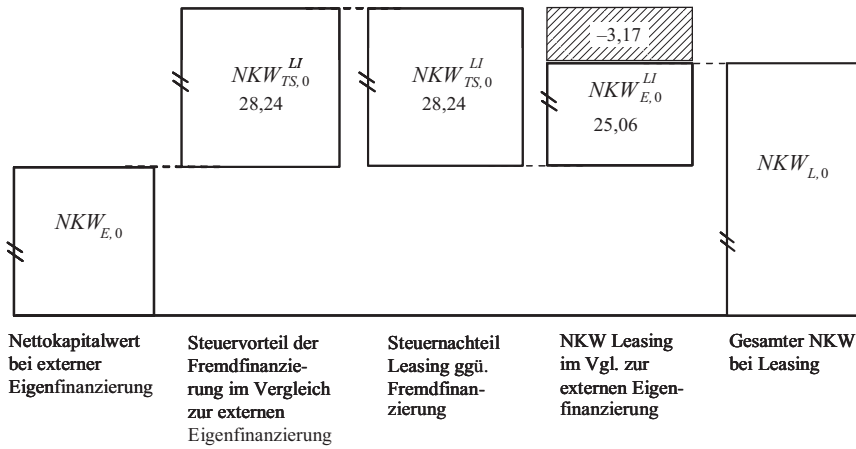 –3,17
NKW_{TS,0}^{LI}
28,24
NKW_{TS,0}^{LI}
28,24
NKW_{E,0}^{LI}
25,06
NKW_{L,0}
NKW_{E,0}
Nettokapitalwert
bei externer
Eigenfinanzierung
Steuervorteil der
Fremdfinanzie-
rung im Vergleich
zur externen
Eigenfinanzierung
Steuernachteil
Leasing ggü.
Fremdfinan-
zierung
NKW Leasing
im Vgl. zur
externen Eigen-
finanzierung
Gesamter NKW
bei Leasing